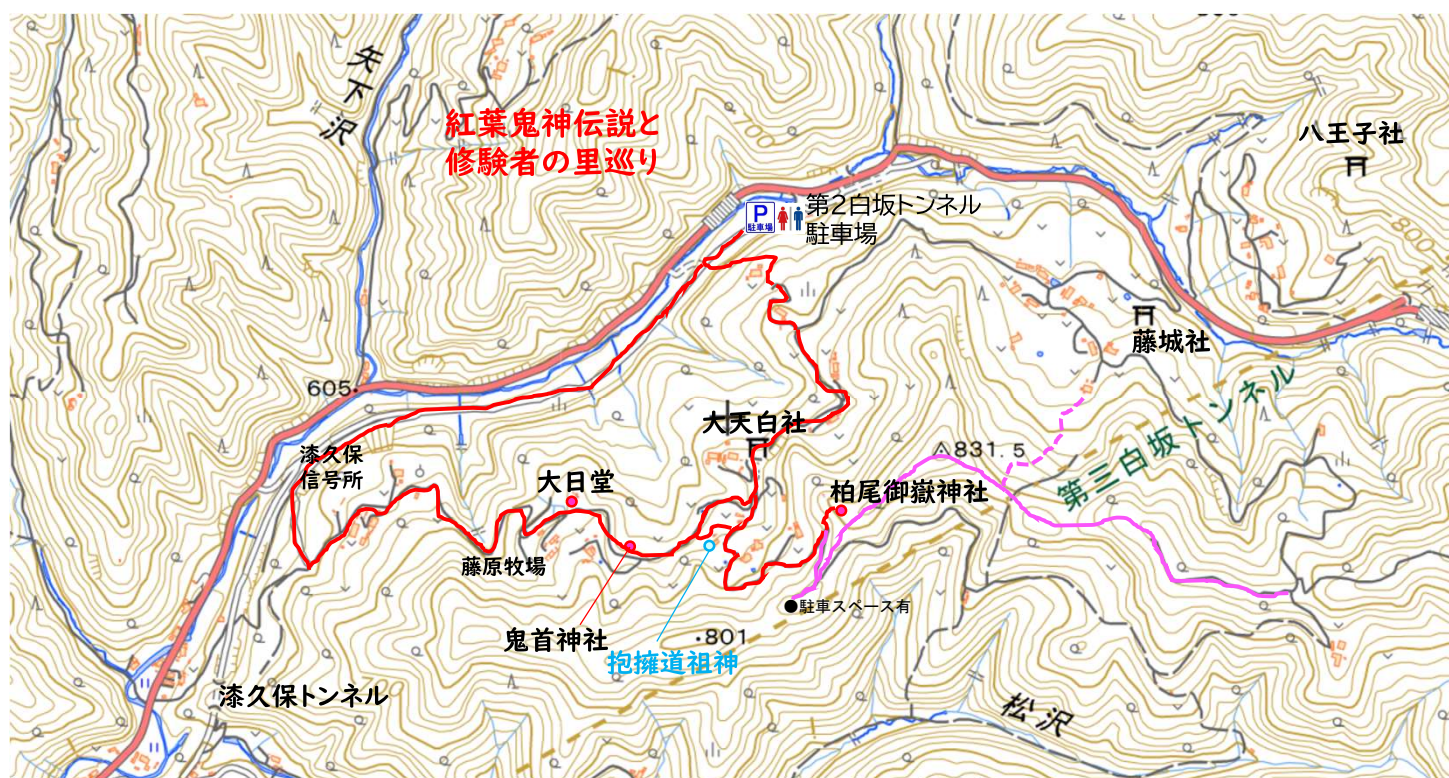 矢下沢
紅葉鬼神伝説と
修験者の里巡り
700
八王子社
P
駐車場
第2白坂トンネル
駐車場
800
藤城社
605
大天白社
831.5
第三白坂トンネル
漆久保
信号所
大日堂
柏尾御嶽神社
藤原牧場
●駐車スペース有
鬼首神社
801
抱擁道祖神
漆久保トンネル
松沢